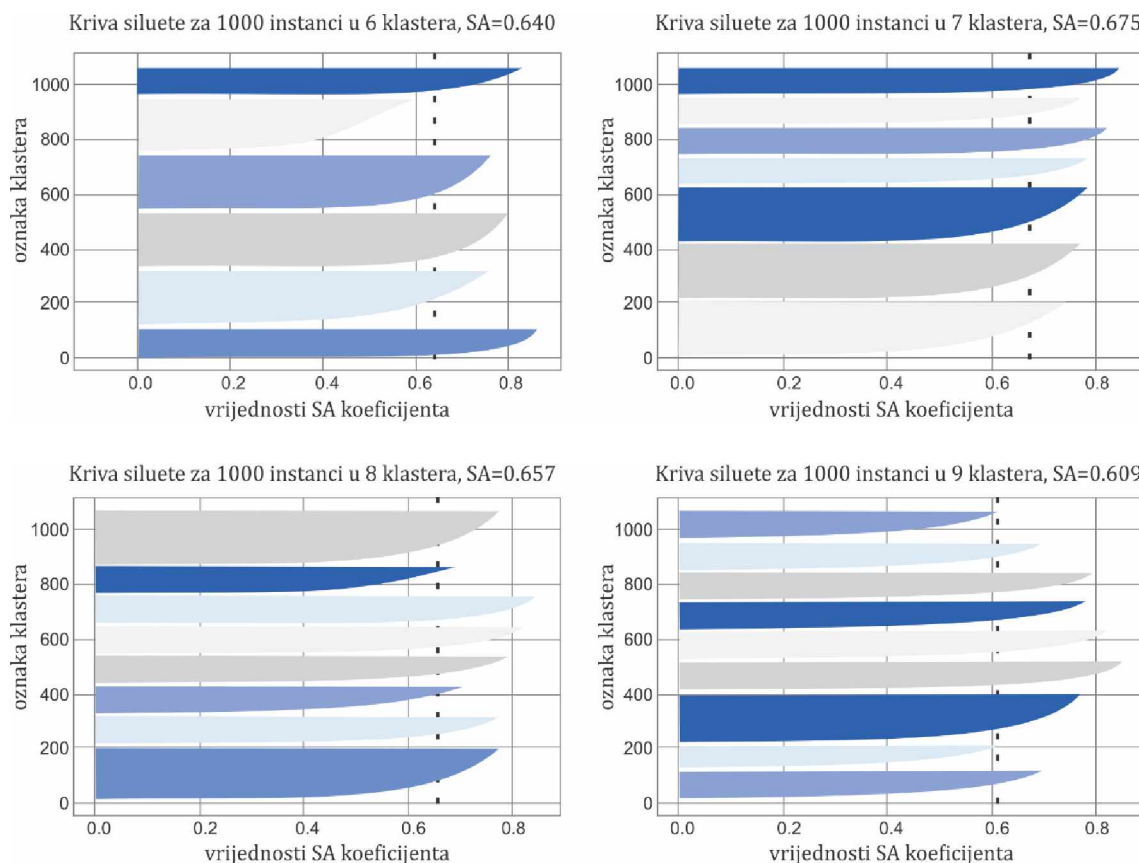 Kriva siluete za 1000 instanci u 6 klastera, SA=0.640
oznaka klastera
1000
800
600
400
200
0
0.0 0.2 0.4 0.6 0.8
vrijednosti SA koeficijenta
Kriva siluete za 1000 instanci u 7 klastera, SA=0.675
oznaka klastera
1000
800
600
400
200
0
0.0 0.2 0.4 0.6 0.8
vrijednosti SA koeficijenta
Kriva siluete za 1000 instanci u 8 klastera, SA=0.657
oznaka klastera
1000
800
600
400
200
0
0.0 0.2 0.4 0.6 0.8
vrijednosti SA koeficijenta
Kriva siluete za 1000 instanci u 9 klastera, SA=0.609
oznaka klastera
1000
800
600
400
200
0
0.0 0.2 0.4 0.6 0.8
vrijednosti SA koeficijenta